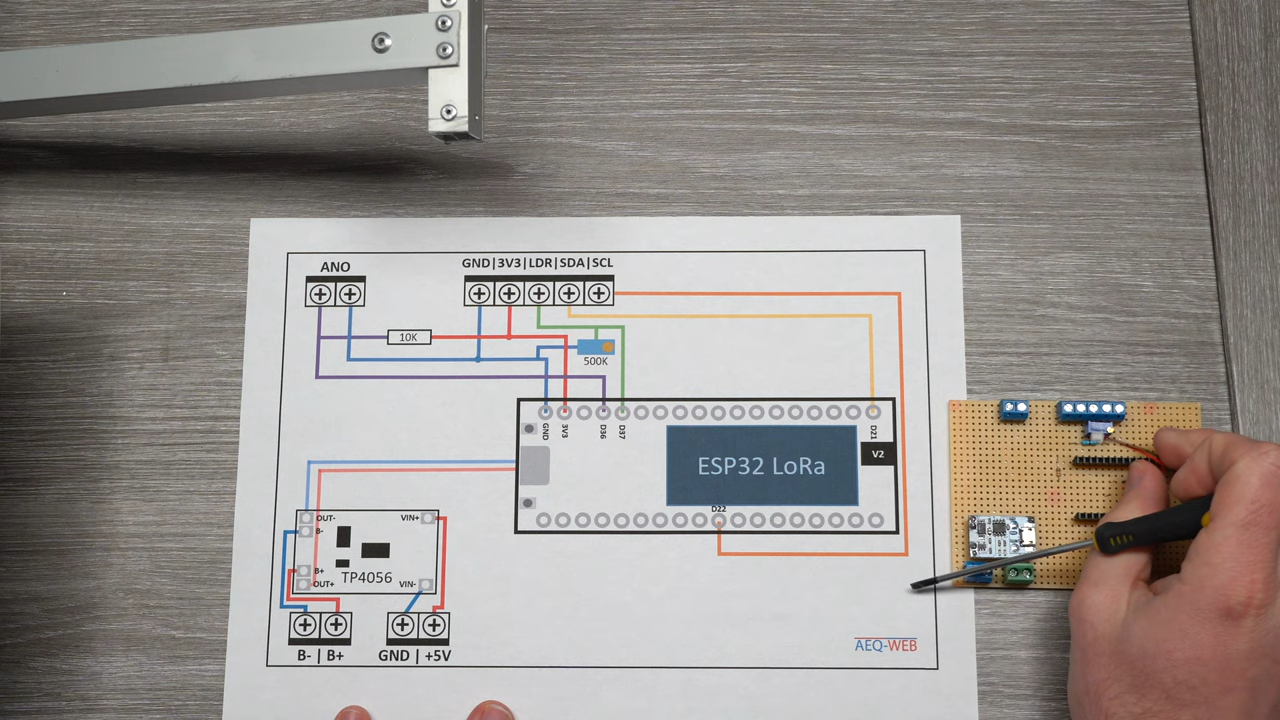 ANO
GND|3V3|LDR|SDA|SCL
10K
500K
GND
3V3
D36
D37
D21
V2
ESP32 LoRa
D22
OUT-
VIN+
B-
B+
OUT+
VIN-
TP4056
B- | B+
GND | +5V
AEQ-WEB